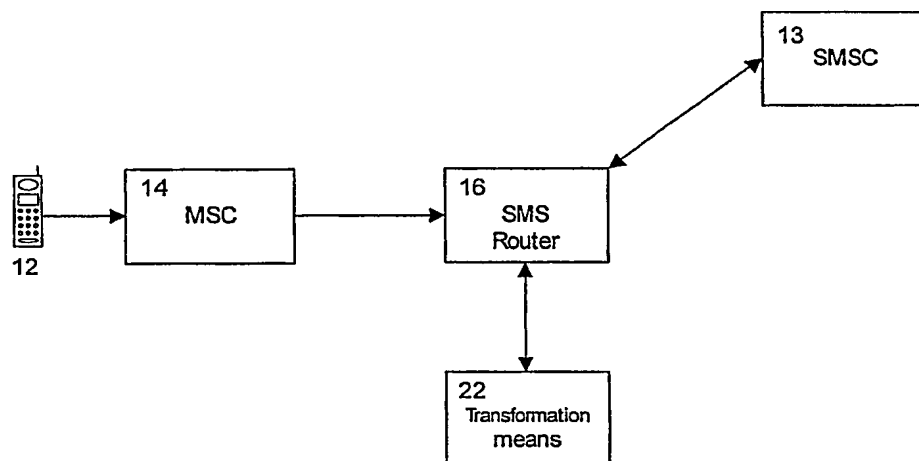 13
SMSC
14
MSC
16
SMS
Router
12
22
Transformation
means